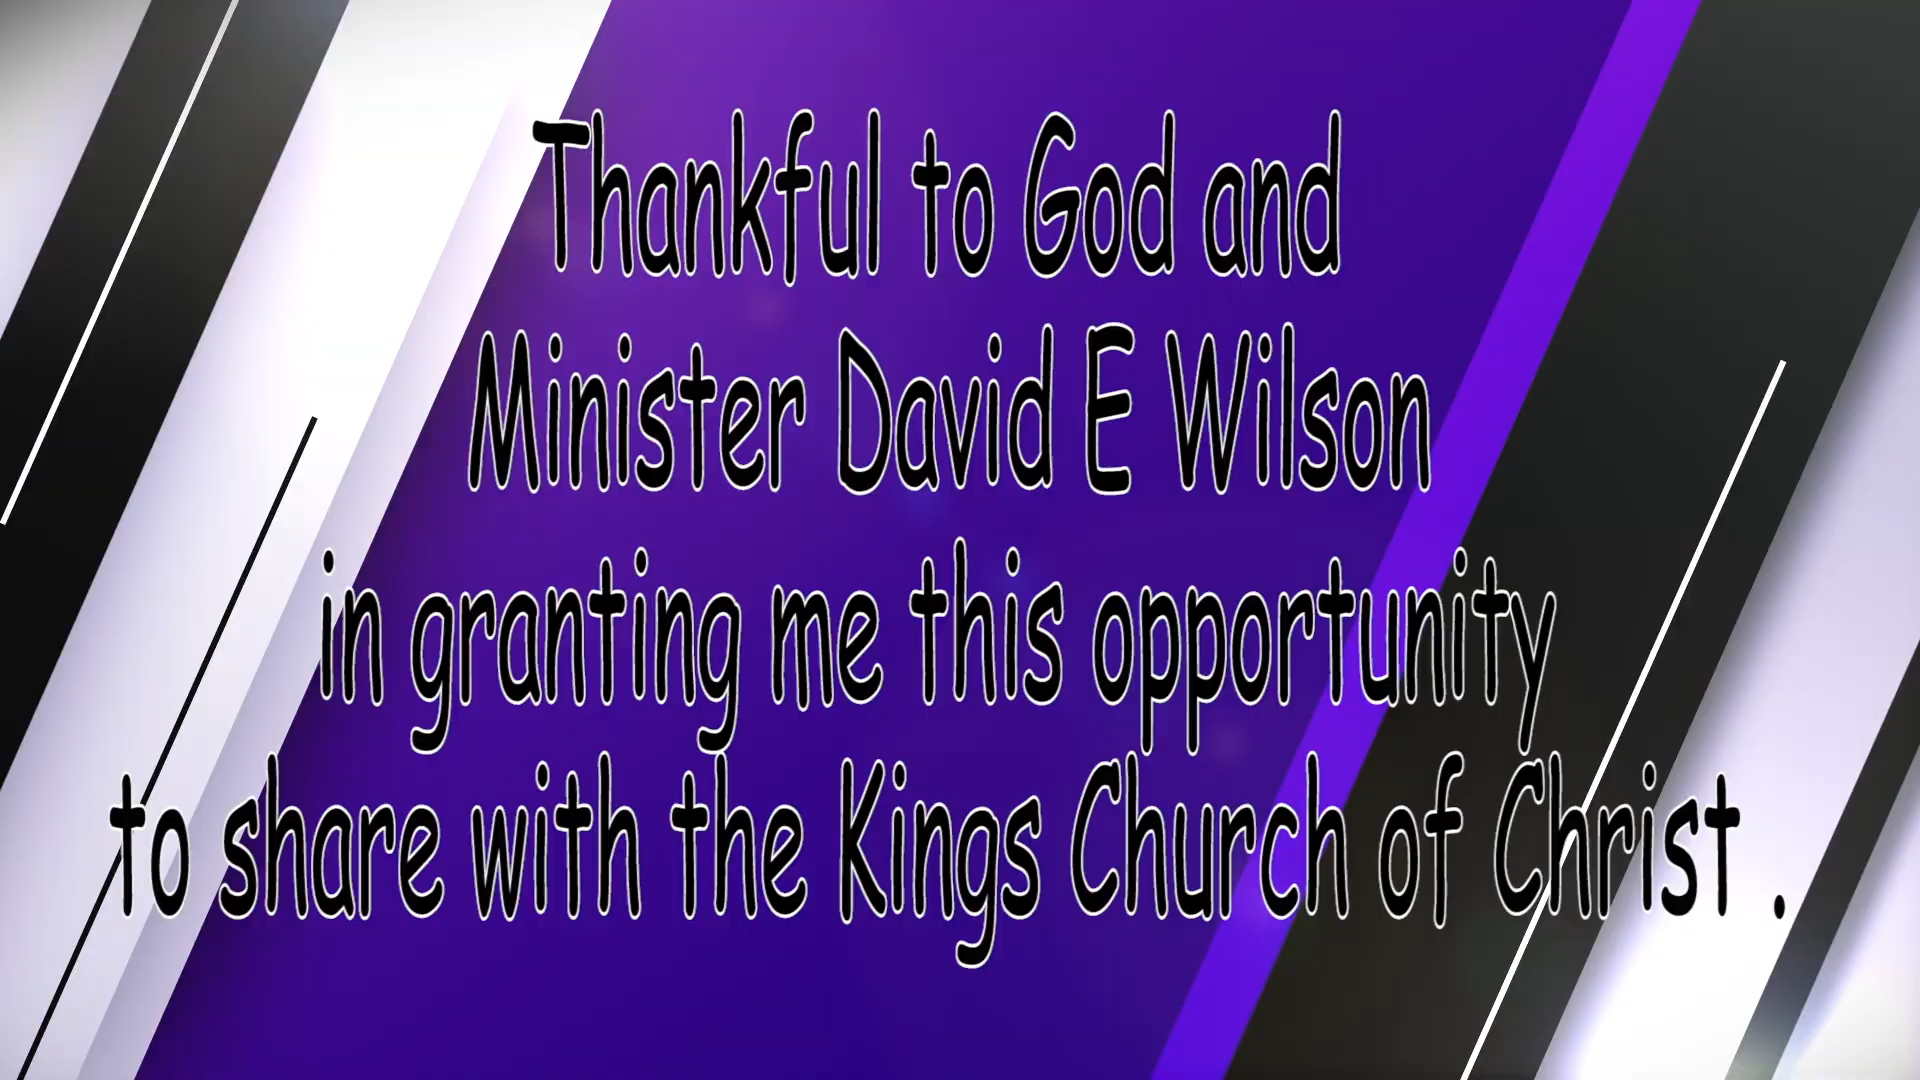 Thankful to God and
Minister David E Wilson
in granting me this opportunity
to share with the Kings Church of Christ .